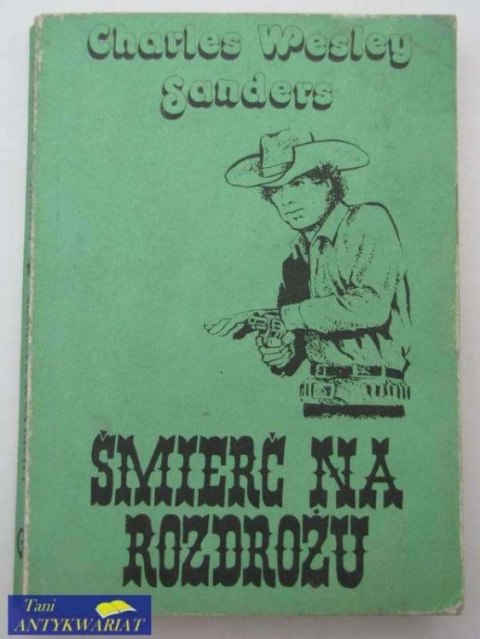 Charles Wesley
Sanders
ŚMIERĆ NA
ROZDROŻU
Tani
ANTYKWARIAT